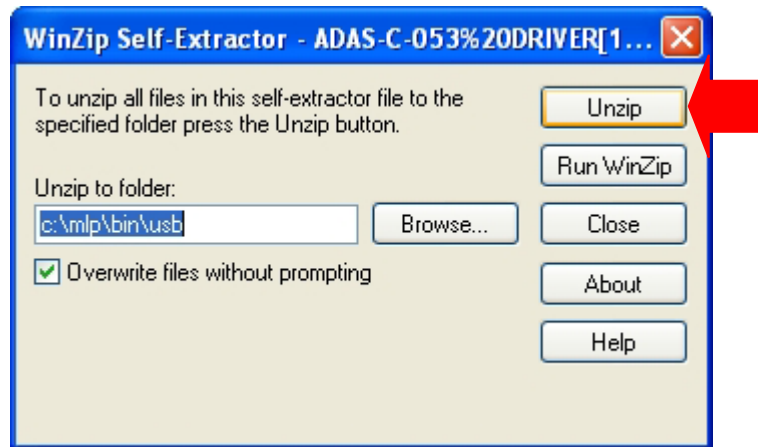 WinZip Self-Extractor - ADAS-C-053%20DRIVER[1...
To unzip all files in this self-extractor file to the
specified folder press the Unzip button.
Unzip
Run WinZip
Unzip to folder:
c:\mlp\bin\usb
Browse...
Close
Overwrite files without prompting
About
Help